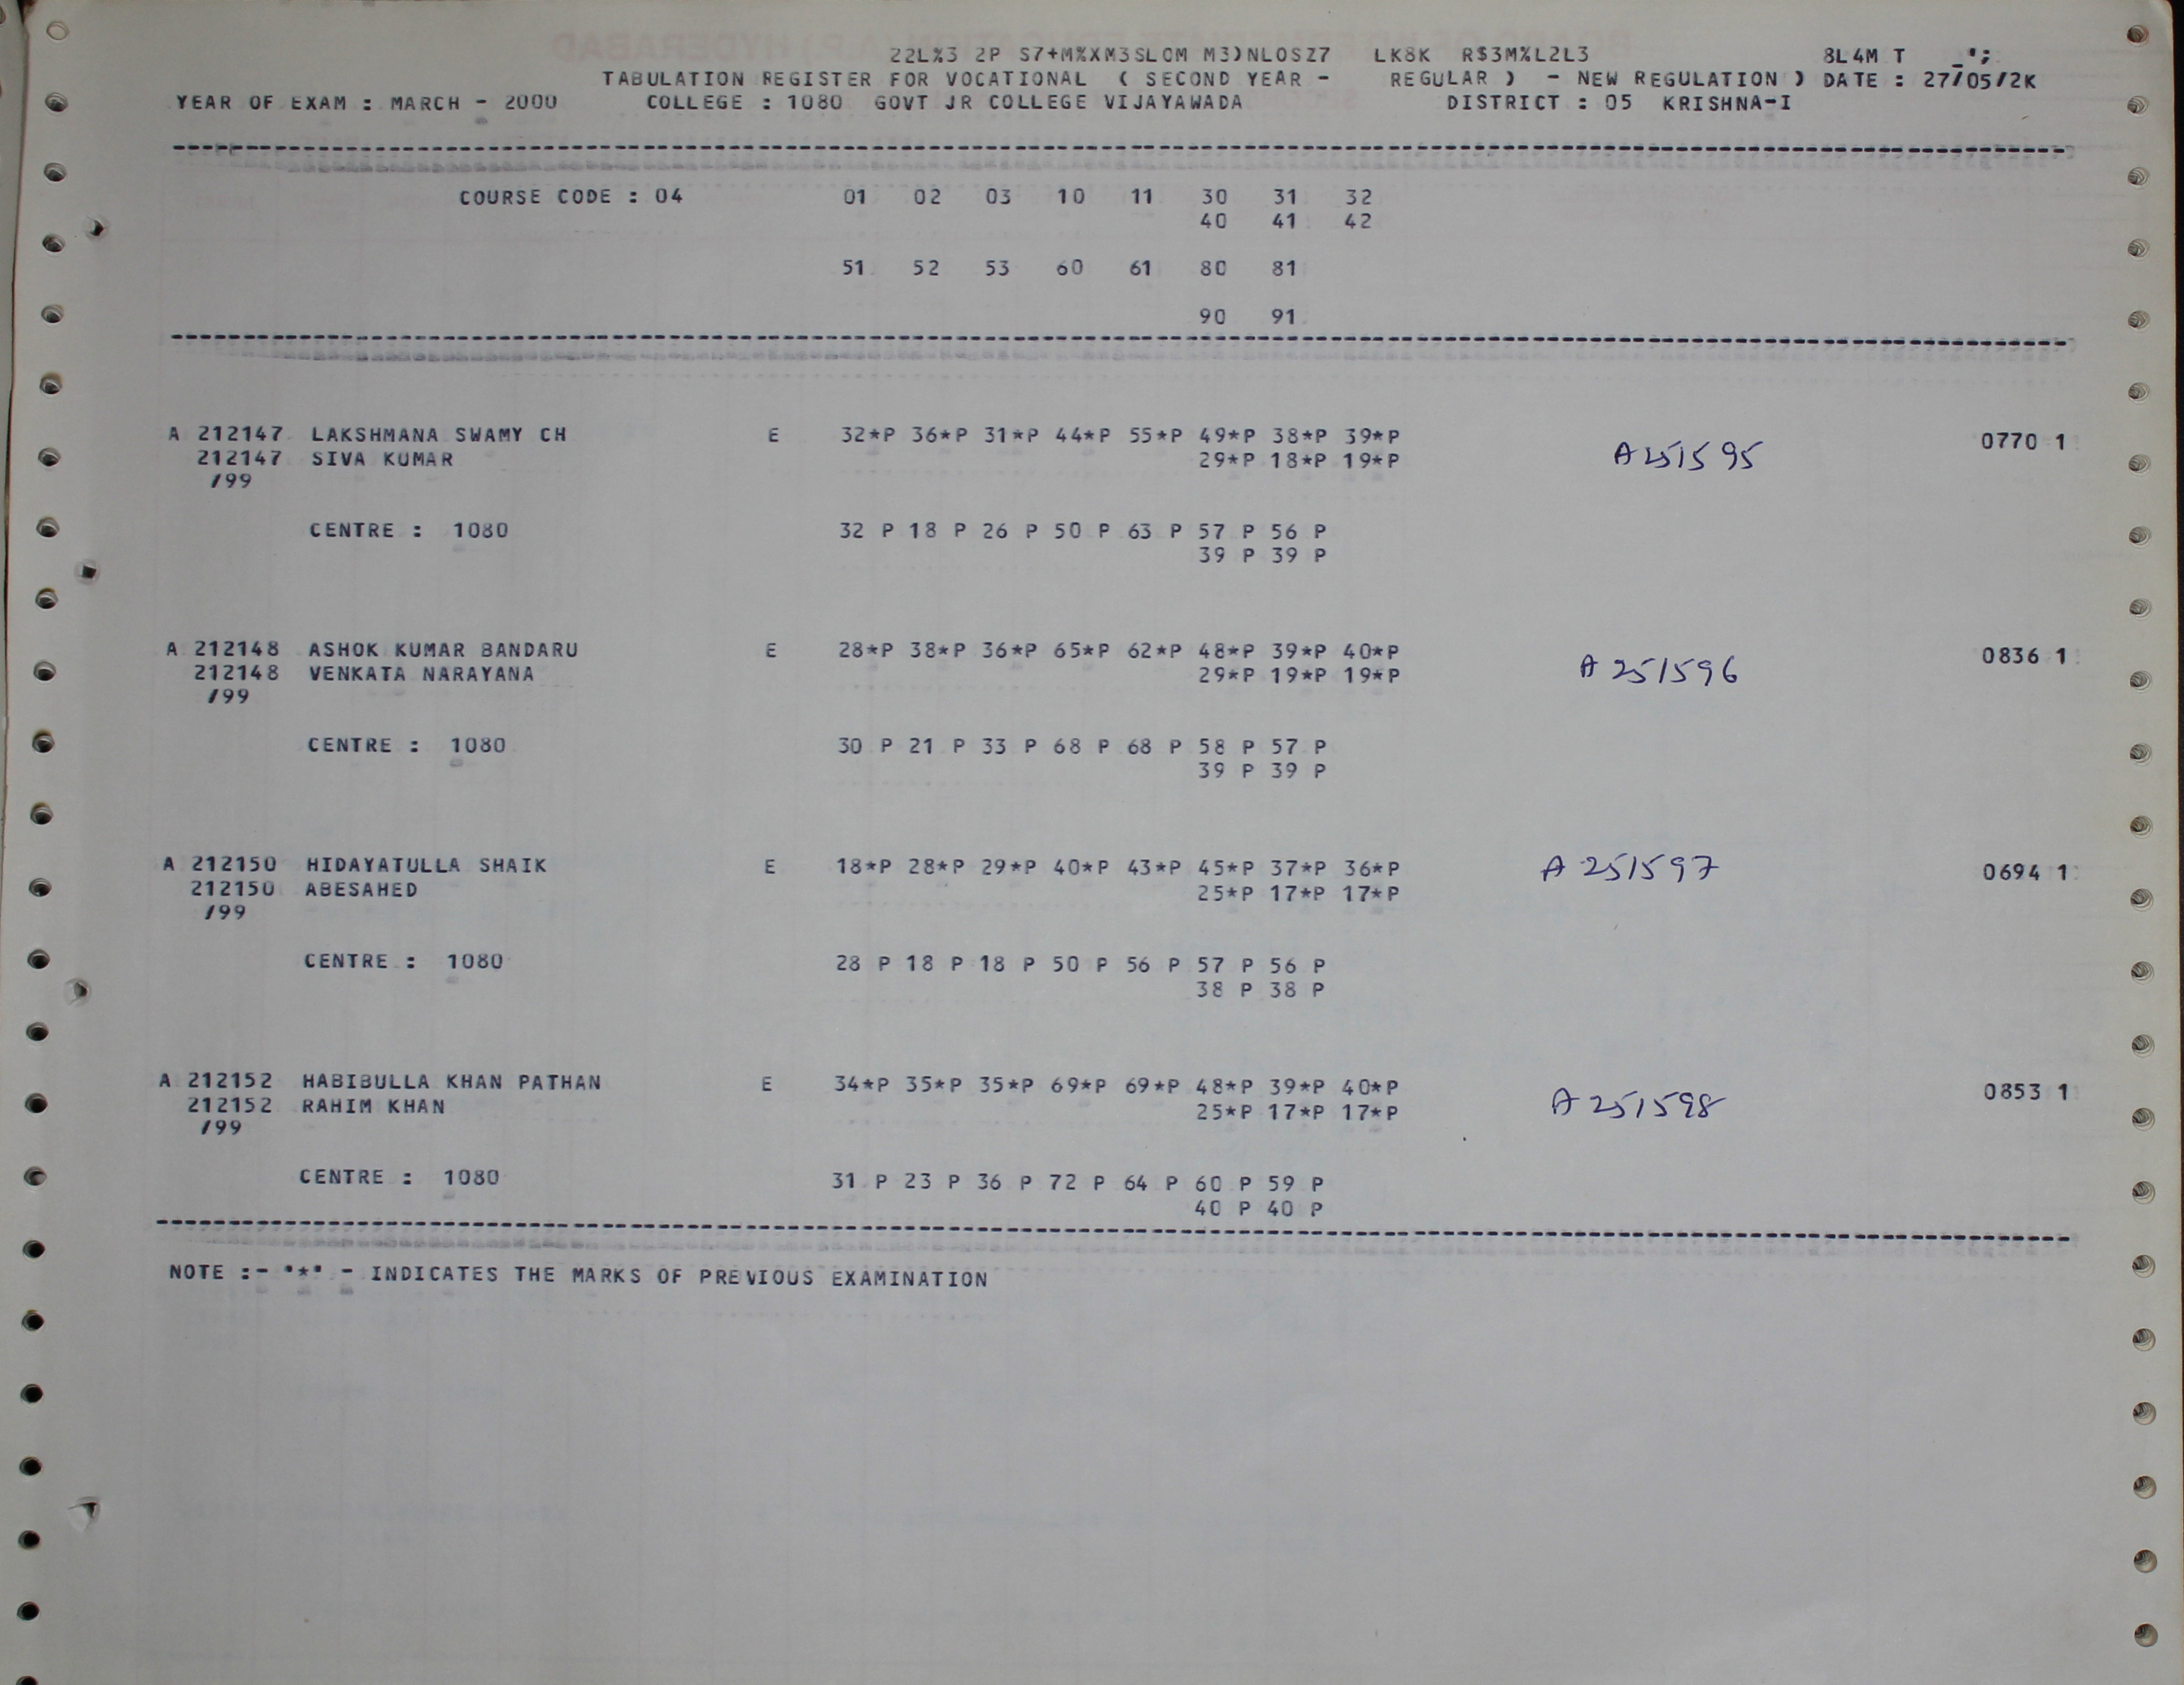 22L%3 2P S7+M%XM3SLOM M3)NLOSZ7 LK8K R$3M%L2L3 8L4M T _';
TABULATION REGISTER FOR VOCATIONAL ( SECOND YEAR - REGULAR ) - NEW REGULATION ) DATE : 27/05/2K
YEAR OF EXAM : MARCH - 2000 COLLEGE : 1080 GOVT JR COLLEGE VIJAYAWADA DISTRICT : 05 KRISHNA-I
COURSE CODE : 04 01 02 03 10 11 30 31 32
40 41 42
51 52 53 60 61 80 81
90 91
A 212147 LAKSHMANA SWAMY CH E 32*P 36*P 31*P 44*P 55*P 49*P 38*P 39*P A251595 0770 1
212147 SIVA KUMAR 29*P 18*P 19*P
/99
CENTRE : 1080 32 P 18 P 26 P 50 P 63 P 57 P 56 P
39 P 39 P
A 212148 ASHOK KUMAR BANDARU E 28*P 38*P 36*P 65*P 62*P 48*P 39*P 40*P A 251596 0836 1
212148 VENKATA NARAYANA 29*P 19*P 19*P
/99
CENTRE : 1080 30 P 21 P 33 P 68 P 68 P 58 P 57 P
39 P 39 P
A 212150 HIDAYATULLA SHAIK E 18*P 28*P 29*P 40*P 43*P 45*P 37*P 36*P A 251597 0694 1
212150 ABESAHED 25*P 17*P 17*P
/99
CENTRE : 1080 28 P 18 P 18 P 50 P 56 P 57 P 56 P
38 P 38 P
A 212152 HABIBULLA KHAN PATHAN E 34*P 35*P 35*P 69*P 69*P 48*P 39*P 40*P A 251598 0853 1
212152 RAHIM KHAN 25*P 17*P 17*P
/99
CENTRE : 1080 31 P 23 P 36 P 72 P 64 P 60 P 59 P
40 P 40 P
NOTE :- '*' - INDICATES THE MARKS OF PREVIOUS EXAMINATION